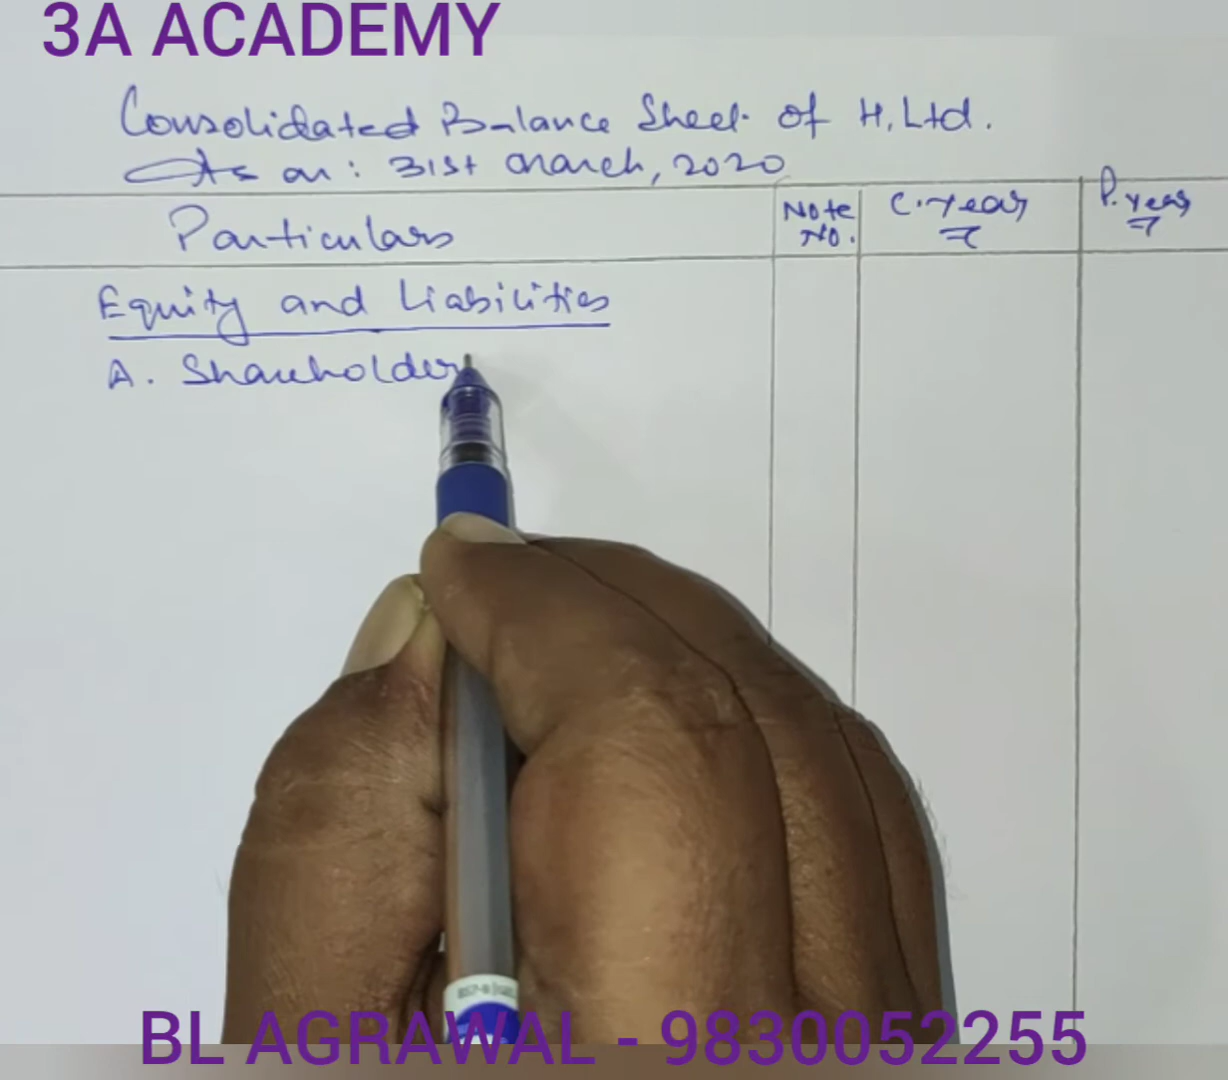 3A ACADEMY
Consolidated Balance Sheet of H. Ltd.
As on: 31st March, 2020
Particulars
Note No.
C. Year ₹
P. Year ₹
Equity and Liabilities
A. Shareholder
BL AGRAWAL - 9830052255